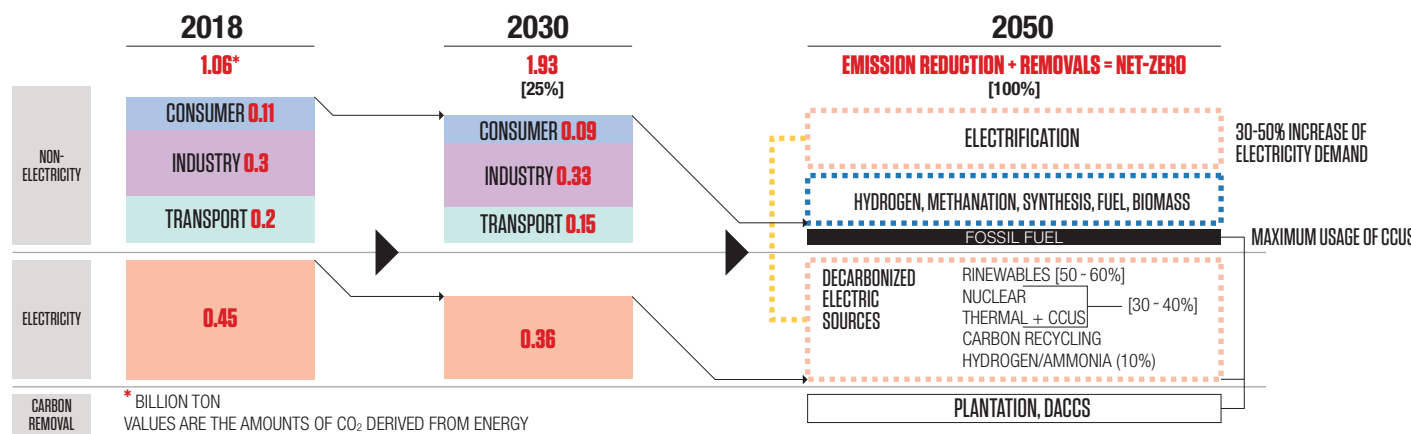 2018
1.06*
2030
1.93
[25%]
2050
EMISSION REDUCTION + REMOVALS = NET-ZERO
[100%]
NON-
ELECTRICITY
CONSUMER 0.11
INDUSTRY 0.3
TRANSPORT 0.2
CONSUMER 0.09
INDUSTRY 0.33
TRANSPORT 0.15
ELECTRIFICATION
30-50% INCREASE OF
ELECTRICITY DEMAND
HYDROGEN, METHANATION, SYNTHESIS, FUEL, BIOMASS
FOSSIL FUEL
MAXIMUM USAGE OF CCUS
ELECTRICITY
0.45
0.36
DECARBONIZED
ELECTRIC
SOURCES
RINEWABLES [50 ~ 60%]
NUCLEAR
THERMAL + CCUS
[30 ~ 40%]
CARBON RECYCLING
HYDROGEN/AMMONIA (10%)
CARBON
REMOVAL
* BILLION TON
VALUES ARE THE AMOUNTS OF CO₂ DERIVED FROM ENERGY
PLANTATION, DACCS